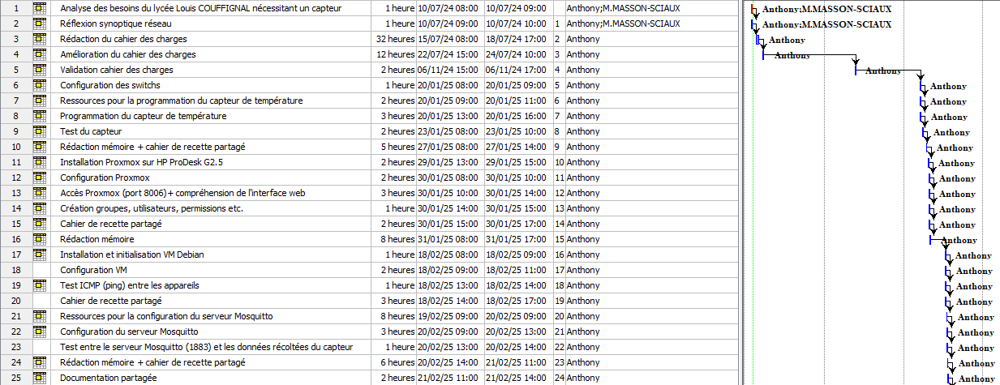 1 Analyse des besoins du lycée Louis COUFFIGNAL nécessitant un capteur 1 heure 10/07/24 08:00 10/07/24 09:00 Anthony;M.MASSON-SCIAUX Anthony;M.MASSON-SCIAUX
2 Réflexion synoptique réseau 1 heure 10/07/24 09:00 10/07/24 10:00 1 Anthony;M.MASSON-SCIAUX Anthony;M.MASSON-SCIAUX
3 Rédaction du cahier des charges 32 heures 15/07/24 08:00 18/07/24 17:00 2 Anthony Anthony
4 Amélioration du cahier des charges 12 heures 22/07/24 15:00 24/07/24 10:00 3 Anthony Anthony
5 Validation cahier des charges 2 heures 06/11/24 15:00 06/11/24 17:00 4 Anthony Anthony
6 Configuration des switchs 1 heure 20/01/25 08:00 20/01/25 09:00 5 Anthony Anthony
7 Ressources pour la programmation du capteur de température 2 heures 20/01/25 09:00 20/01/25 11:00 6 Anthony Anthony
8 Programmation du capteur de température 3 heures 20/01/25 13:00 20/01/25 16:00 7 Anthony Anthony
9 Test du capteur 2 heures 23/01/25 08:00 23/01/25 10:00 8 Anthony Anthony
10 Rédaction mémoire + cahier de recette partagé 5 heures 27/01/25 08:00 27/01/25 14:00 9 Anthony Anthony
11 Installation Proxmox sur HP ProDesk G2.5 2 heures 29/01/25 13:00 29/01/25 15:00 10 Anthony Anthony
12 Configuration Proxmox 2 heures 30/01/25 08:00 30/01/25 10:00 11 Anthony Anthony
13 Accès Proxmox (port 8006)+ compréhension de l'interface web 3 heures 30/01/25 10:00 30/01/25 14:00 12 Anthony Anthony
14 Création groupes, utilisateurs, permissions etc. 1 heure 30/01/25 14:00 30/01/25 15:00 13 Anthony Anthony
15 Cahier de recette partagé 2 heures 30/01/25 15:00 30/01/25 17:00 14 Anthony Anthony
16 Rédaction mémoire 8 heures 31/01/25 08:00 31/01/25 17:00 15 Anthony Anthony
17 Installation et initialisation VM Debian 1 heure 18/02/25 08:00 18/02/25 09:00 16 Anthony Anthony
18 Configuration VM 2 heures 18/02/25 09:00 18/02/25 11:00 17 Anthony Anthony
19 Test ICMP (ping) entre les appareils 1 heure 18/02/25 13:00 18/02/25 14:00 18 Anthony Anthony
20 Cahier de recette partagé 3 heures 18/02/25 14:00 18/02/25 17:00 19 Anthony Anthony
21 Ressources pour la configuration du serveur Mosquitto 8 heures 19/02/25 09:00 20/02/25 09:00 20 Anthony Anthony
22 Configuration du serveur Mosquitto 3 heures 20/02/25 09:00 20/02/25 13:00 21 Anthony Anthony
23 Test entre le serveur Mosquitto (1883) et les données récoltées du capteur 1 heure 20/02/25 13:00 20/02/25 14:00 22 Anthony Anthony
24 Rédaction mémoire + cahier de recette partagé 6 heures 20/02/25 14:00 21/02/25 11:00 23 Anthony Anthony
25 Documentation partagée 2 heures 21/02/25 11:00 21/02/25 14:00 24 Anthony Anthony